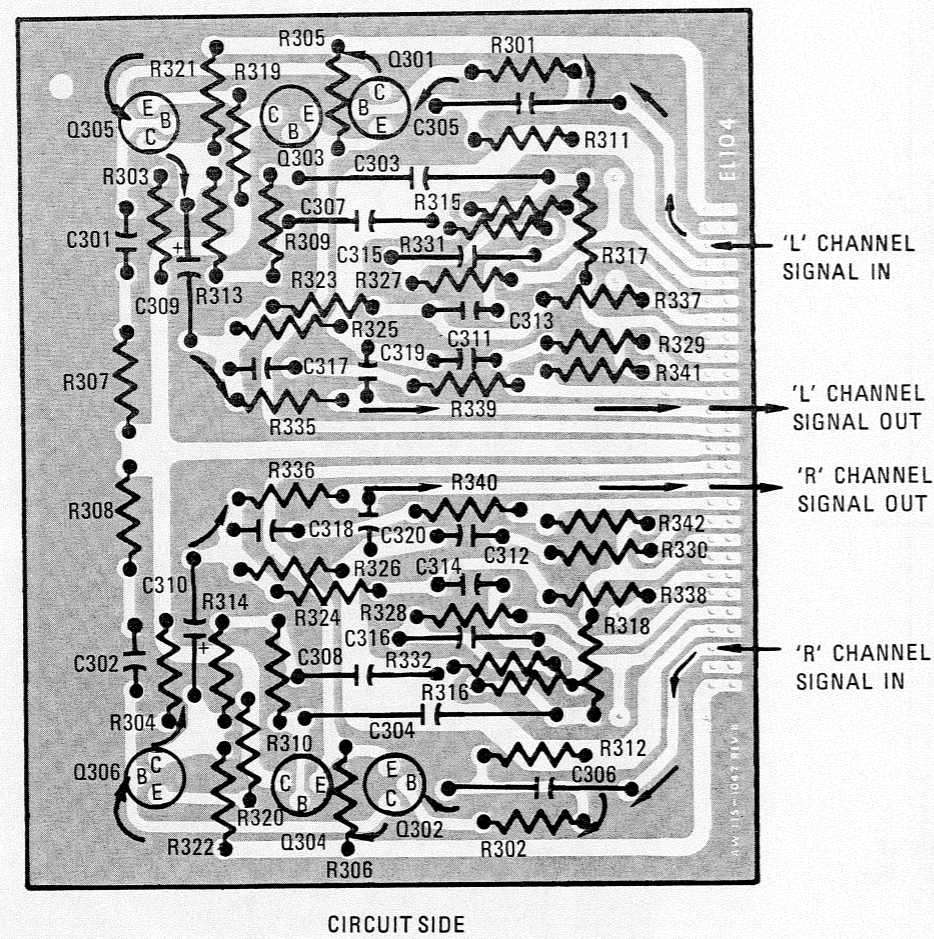 R305
R301
R321
R319
Q301
E
B
C
Q305
C
E
B
Q303
C
B
E
C305
R311
EL104
R303
C303
C307
R315
C301
+
R309
C315
R331
R317
'L' CHANNEL
SIGNAL IN
C309
R313
R323
R327
R337
R325
C313
R307
C317
C319
C311
R329
R341
R335
R339
'L' CHANNEL
SIGNAL OUT
R336
R340
'R' CHANNEL
SIGNAL OUT
R308
C318
C320
C312
R342
R330
C310
R326
C314
R314
R324
R328
R338
R318
C302
+
C308
C316
R332
'R' CHANNEL
SIGNAL IN
R316
R304
R310
C304
R312
Q306
C
B
E
C
E
B
E
B
C
C306
R320
R322
Q304
Q302
R302
R306
CIRCUIT SIDE